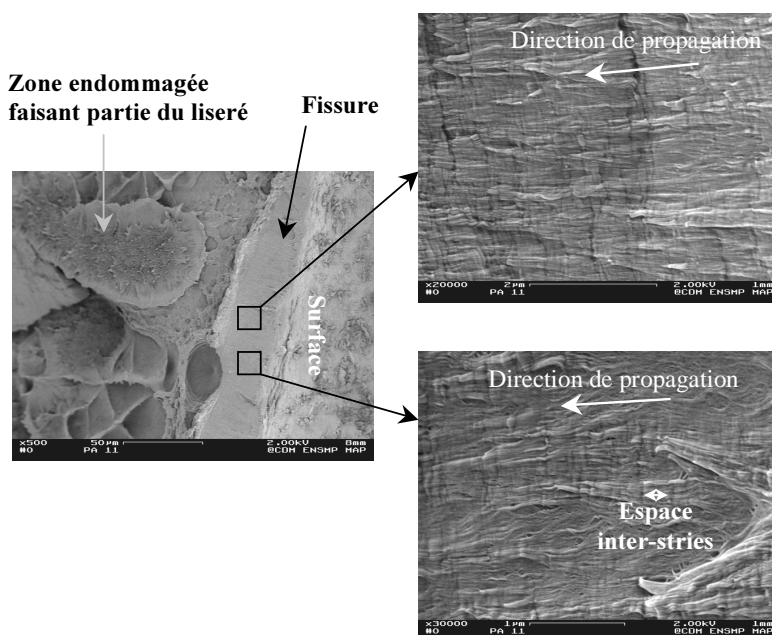 Zone endommagée
faisant partie du liseré
Fissure
Surface
x500 50µm 2.00kV 8mm
#0 PA 11 @CDM ENSMP MAP
Direction de propagation
x20000 2µm 2.00kV 1mm
#0 PA 11 @CDM ENSMP MAP
Direction de propagation
Espace
inter-stries
x30000 1µm 2.00kV 1mm
#0 PA 11 @CDM ENSMP MAP